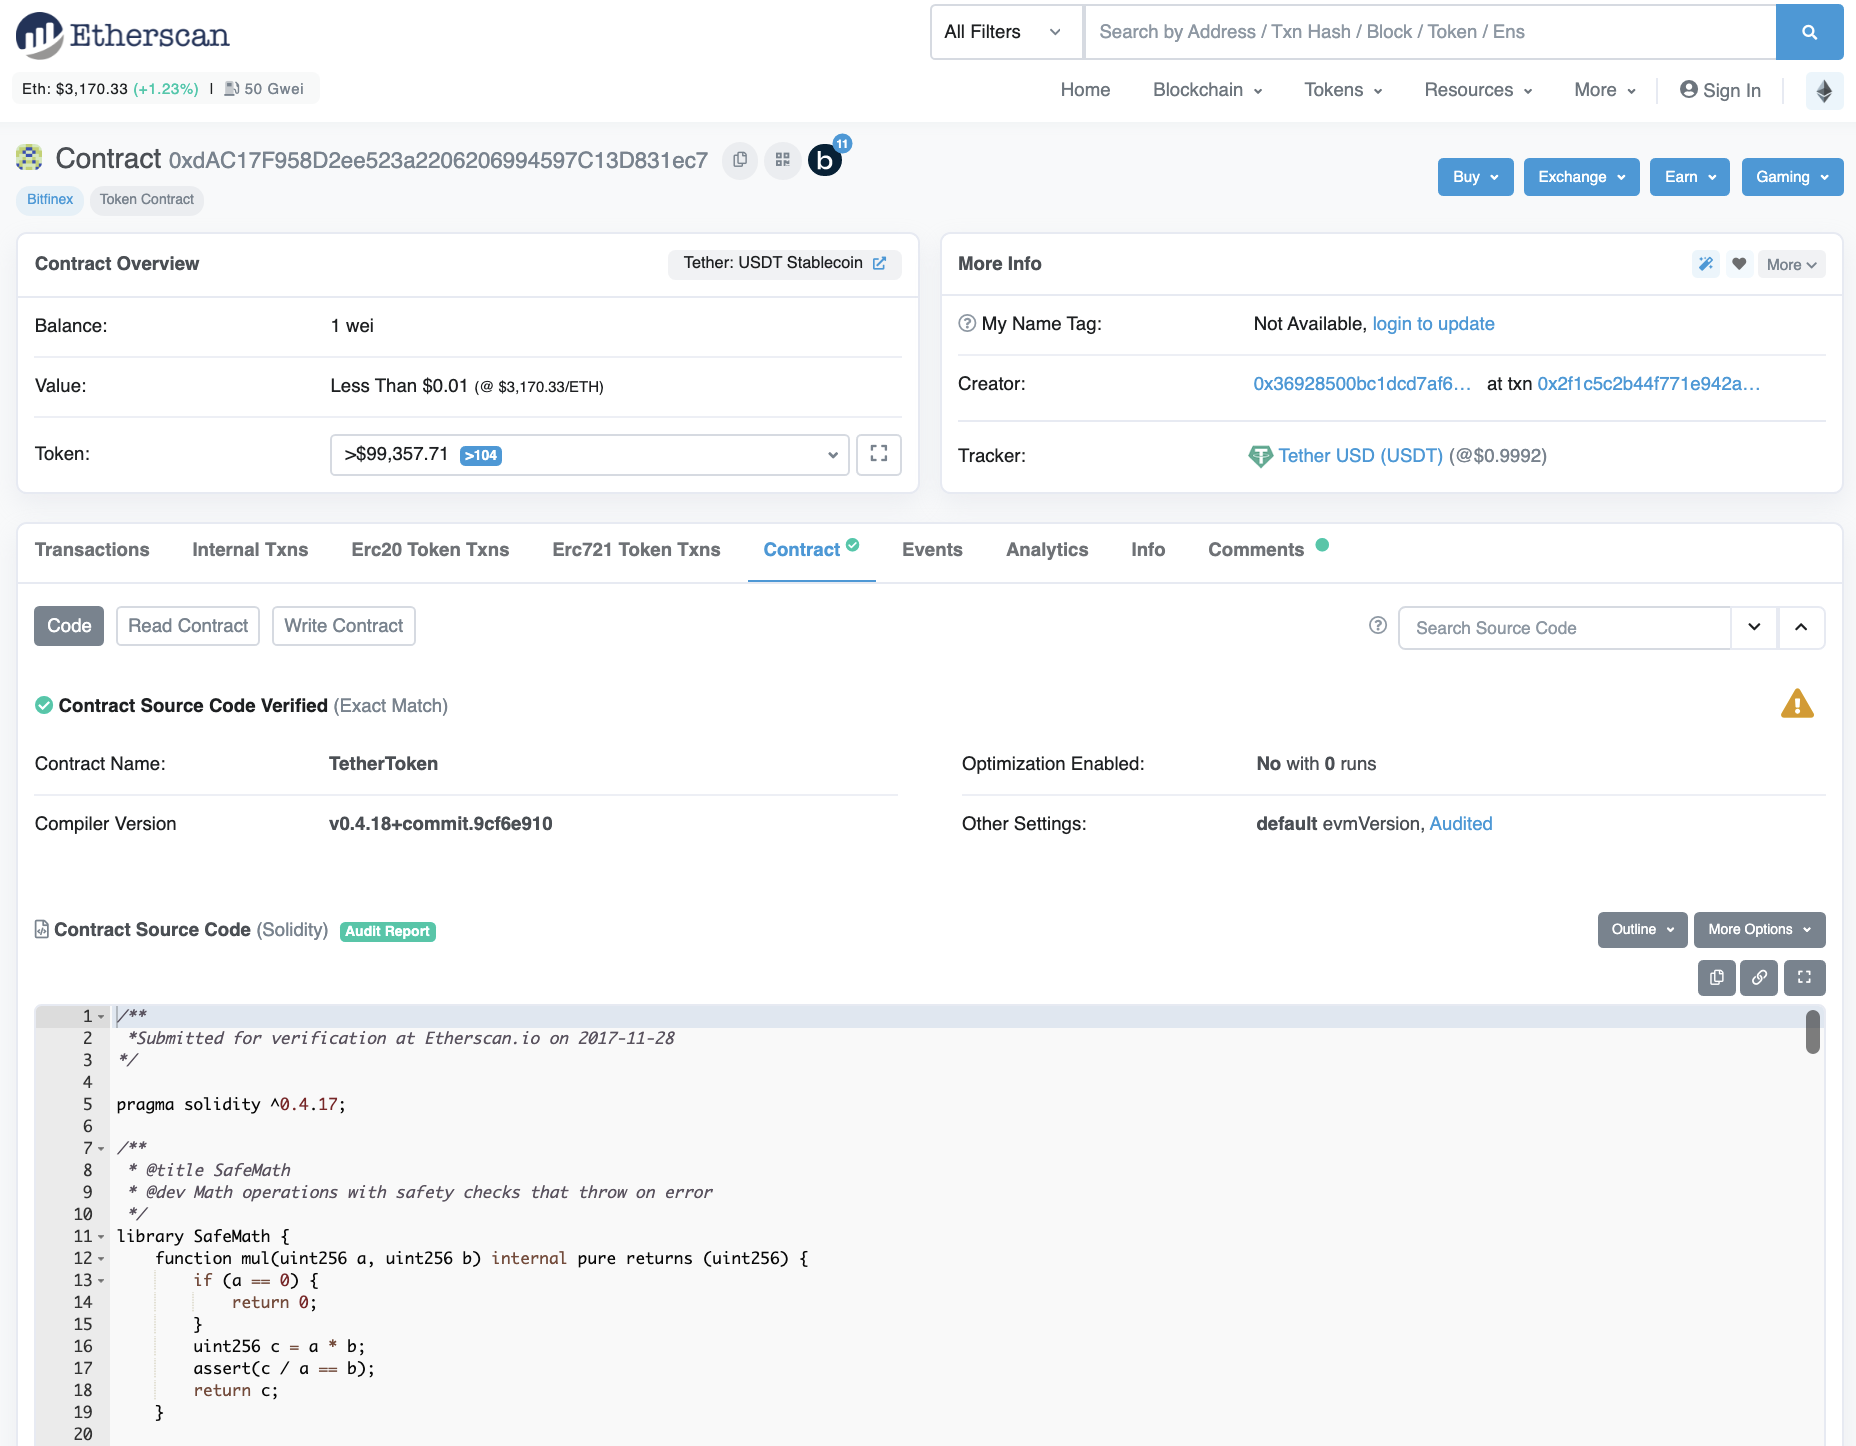 Etherscan
All Filters
Search by Address / Txn Hash / Block / Token / Ens
Eth: $3,170.33 (+1.23%) | 50 Gwei
Home Blockchain Tokens Resources More Sign In
Contract 0xdAC17F958D2ee523a2206206994597C13D831ec7 b 11
Bitfinex Token Contract
Buy Exchange Earn Gaming
Contract Overview
Tether: USDT Stablecoin
Balance: 1 wei
Value: Less Than $0.01 (@ $3,170.33/ETH)
Token: >$99,357.71 >104
More Info
More
My Name Tag: Not Available, login to update
Creator: 0x36928500bc1dcd7af6... at txn 0x2f1c5c2b44f771e942a...
Tracker: Tether USD (USDT) (@$0.9992)
Transactions Internal Txns Erc20 Token Txns Erc721 Token Txns Contract Events Analytics Info Comments
Code Read Contract Write Contract
Search Source Code
Contract Source Code Verified (Exact Match)
Contract Name: TetherToken
Optimization Enabled: No with 0 runs
Compiler Version v0.4.18+commit.9cf6e910
Other Settings: default evmVersion, Audited
Contract Source Code (Solidity) Audit Report
Outline More Options
1 /**
2 *Submitted for verification at Etherscan.io on 2017-11-28
3 */
4
5 pragma solidity ^0.4.17;
6
7 /**
8 * @title SafeMath
9 * @dev Math operations with safety checks that throw on error
10 */
11 library SafeMath {
12 function mul(uint256 a, uint256 b) internal pure returns (uint256) {
13 if (a == 0) {
14 return 0;
15 }
16 uint256 c = a * b;
17 assert(c / a == b);
18 return c;
19 }
20